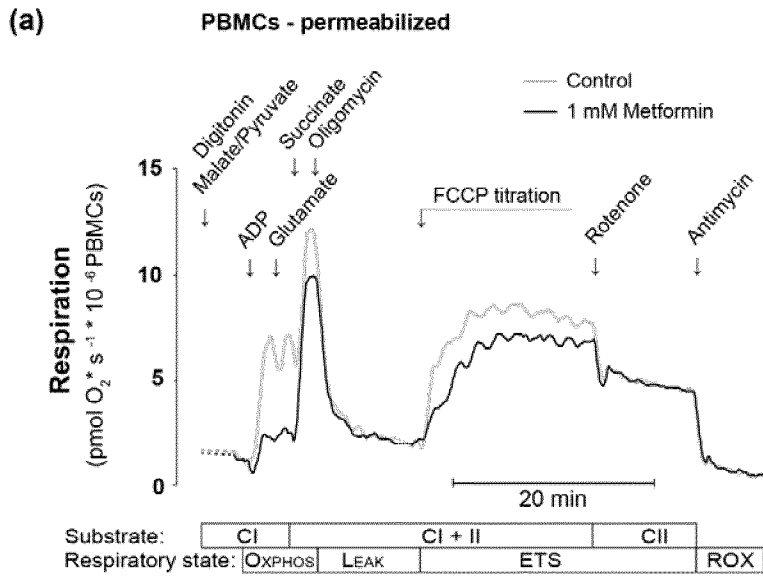 (a)
PBMCs - permeabilized
Control
1 mM Metformin
Digitonin
Malate/Pyruvate
ADP
Glutamate
Succinate
Oligomycin
FCCP titration
Rotenone
Antimycin
Respiration
(pmol O₂* s⁻¹ * 10⁻⁶ PBMCs)
15
10
5
0
20 min
Substrate: CI CI + II CII
Respiratory state: OXPHOS LEAK ETS ROX